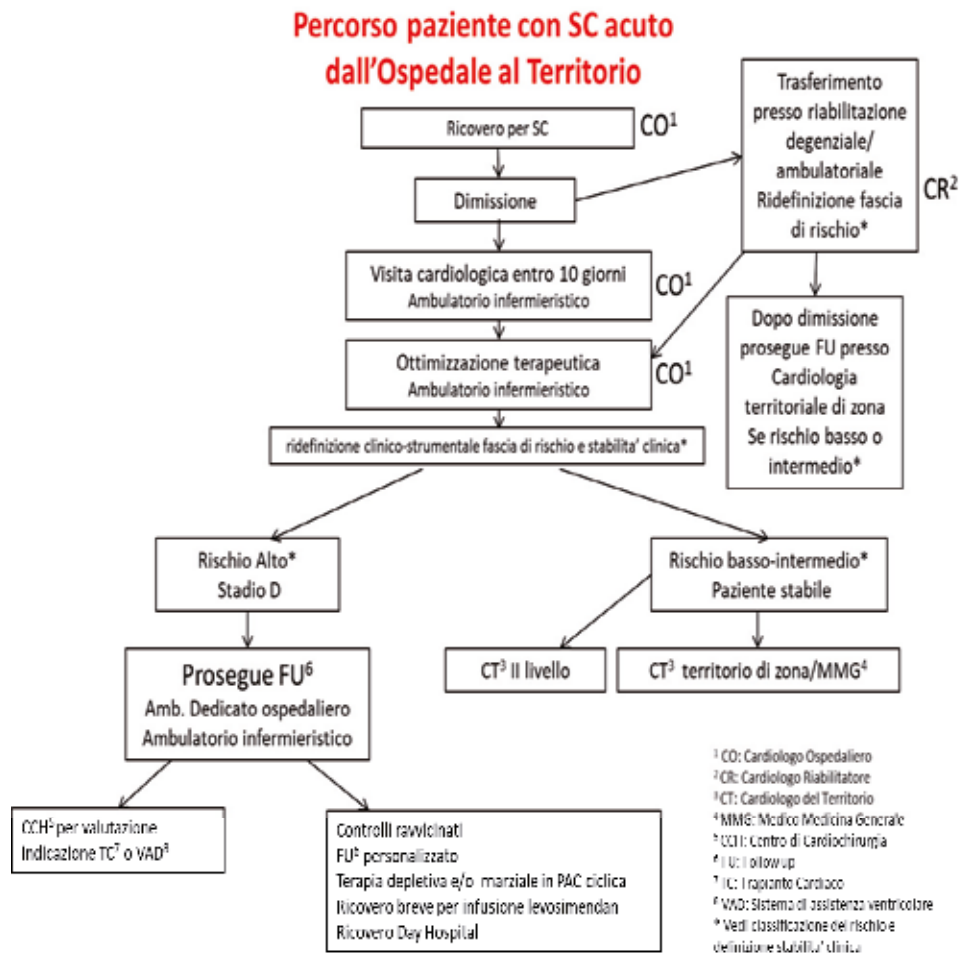 Percorso paziente con SC acuto
dall'Ospedale al Territorio
Ricovero per SC
CO¹
Trasferimento
presso riabilitazione
degenziale/
ambulatoriale
Ridefinizione fascia
di rischio*
CR²
Dimissione
Visita cardiologica entro 10 giorni
Ambulatorio infermieristico
CO¹
Ottimizzazione terapeutica
Ambulatorio infermieristico
CO¹
Dopo dimissione
prosegue FU presso
Cardiologia
territoriale di zona
Se rischio basso o
intermedio*
ridefinizione clinico-strumentale fascia di rischio e stabilita' clinica*
Rischio Alto*
Stadio D
Rischio basso-intermedio*
Paziente stabile
Prosegue FU⁶
Amb. Dedicato ospedaliero
Ambulatorio infermieristico
CT³ II livello
CT³ territorio di zona/MMG⁴
CCH⁵ per valutazione
Indicazione TC⁷ o VAD⁸
Controlli ravvicinati
FU⁶ personalizzato
Terapia depletiva e/o marziale in PAC ciclica
Ricovero breve per infusione levosimendan
Ricovero Day Hospital
¹ CO: Cardiologo Ospedaliero
² CR: Cardiologo Riabilitatore
³ CT: Cardiologo del Territorio
⁴ MMG: Medico Medicina Generale
⁵ CCH: Centro di Cardiochirurgia
⁶ FU: Follow up
⁷ TC: Trapianto Cardiaco
⁸ VAD: Sistema di assistenza ventricolare
* Vedi classificazione del rischio e
definizione stabilita' clinica